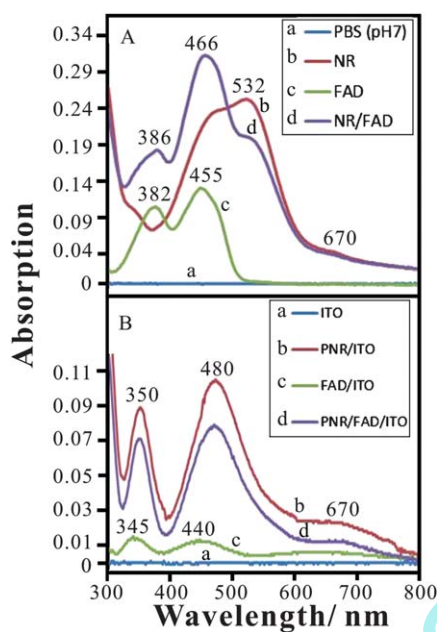 A
0.34
0.29
0.24
0.19
0.14
0.09
0.04
0
a PBS (pH7)
b NR
c FAD
d NR/FAD
466
532
386
382
455
670
b
d
c
a
Absorption
B
0.11
0.09
0.07
0.05
0.03
0.01
0
a ITO
b PNR/ITO
c FAD/ITO
d PNR/FAD/ITO
480
350
345
440
670
b
d
c
a
300 400 500 600 700 800
Wavelength/ nm